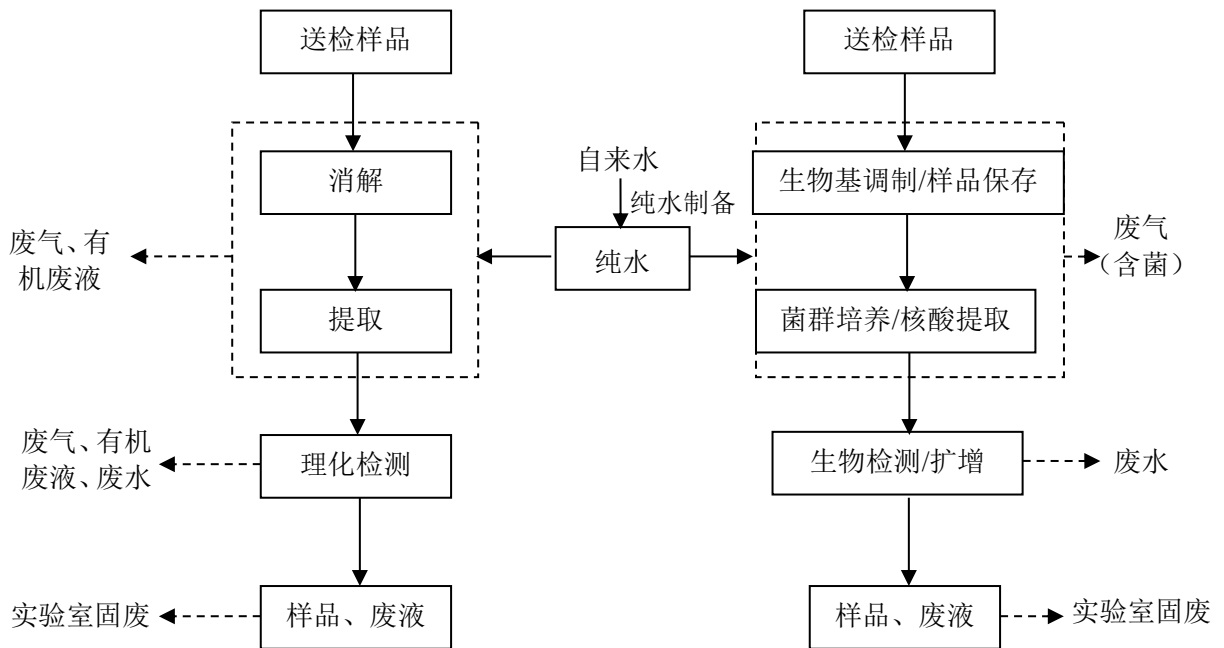 送检样品
送检样品
消解
自来水
生物基调制/样品保存
纯水制备
废气、有
机废液
纯水
废气
（含菌）
提取
菌群培养/核酸提取
废气、有机
废液、废水
理化检测
生物检测/扩增
废水
实验室固废
样品、废液
样品、废液
实验室固废